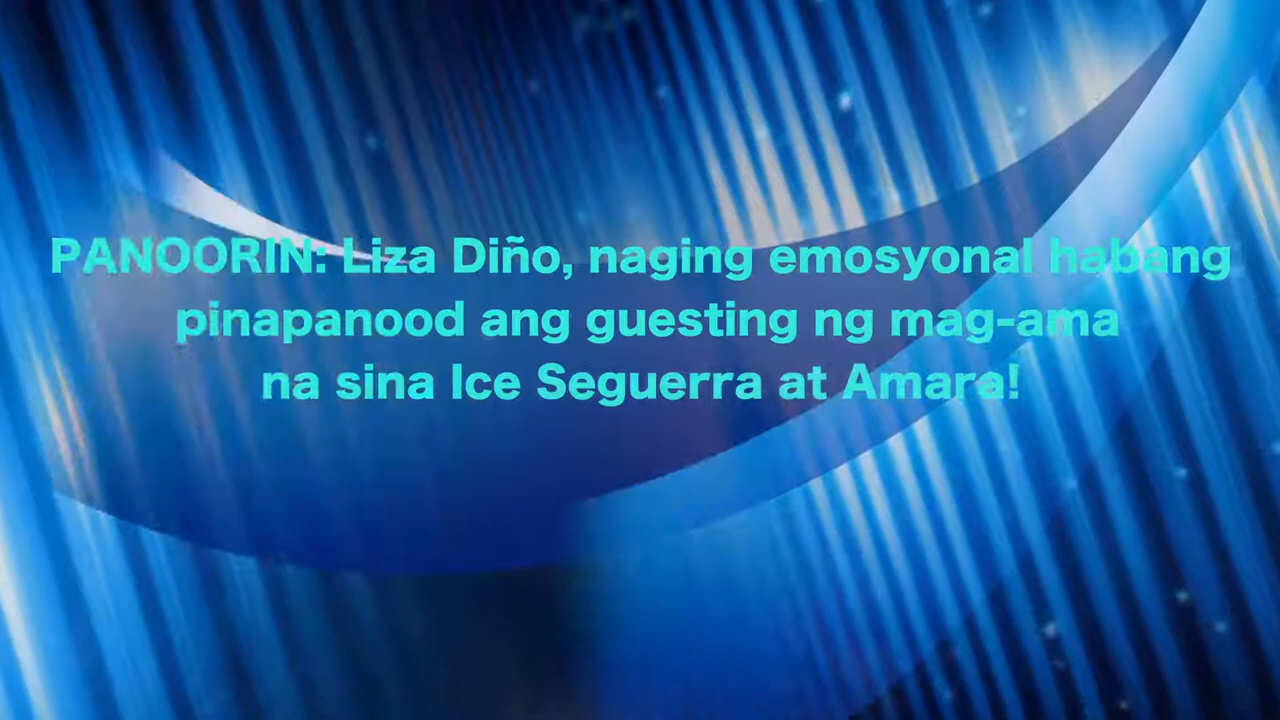 PANOORIN: Liza Diño, naging emosyonal habang
pinapanood ang guesting ng mag-ama
na sina Ice Seguerra at Amara!